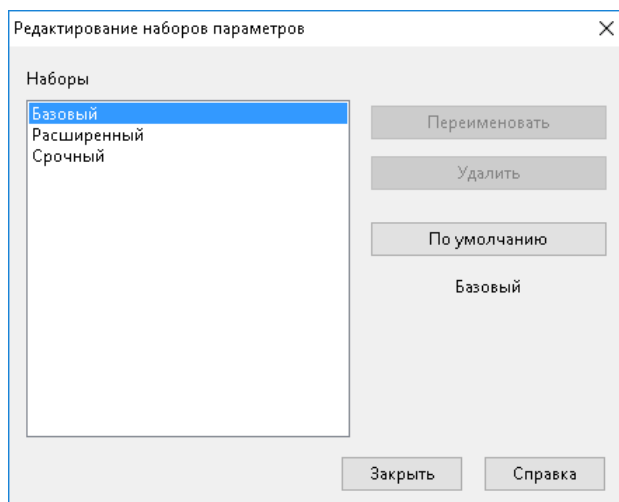 Редактирование наборов параметров
Наборы
Базовый
Расширенный
Срочный
Переименовать
Удалить
По умолчанию
Базовый
Закрыть
Справка